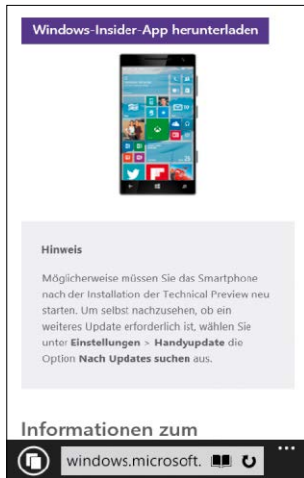 Windows-Insider-App herunterladen
Hinweis
Möglicherweise müssen Sie das Smartphone
nach der Installation der Technical Preview neu
starten. Um selbst nachzusehen, ob ein
weiteres Update erforderlich ist, wählen Sie
unter Einstellungen > Handyupdate die
Option Nach Updates suchen aus.
Informationen zum
windows.microsoft.